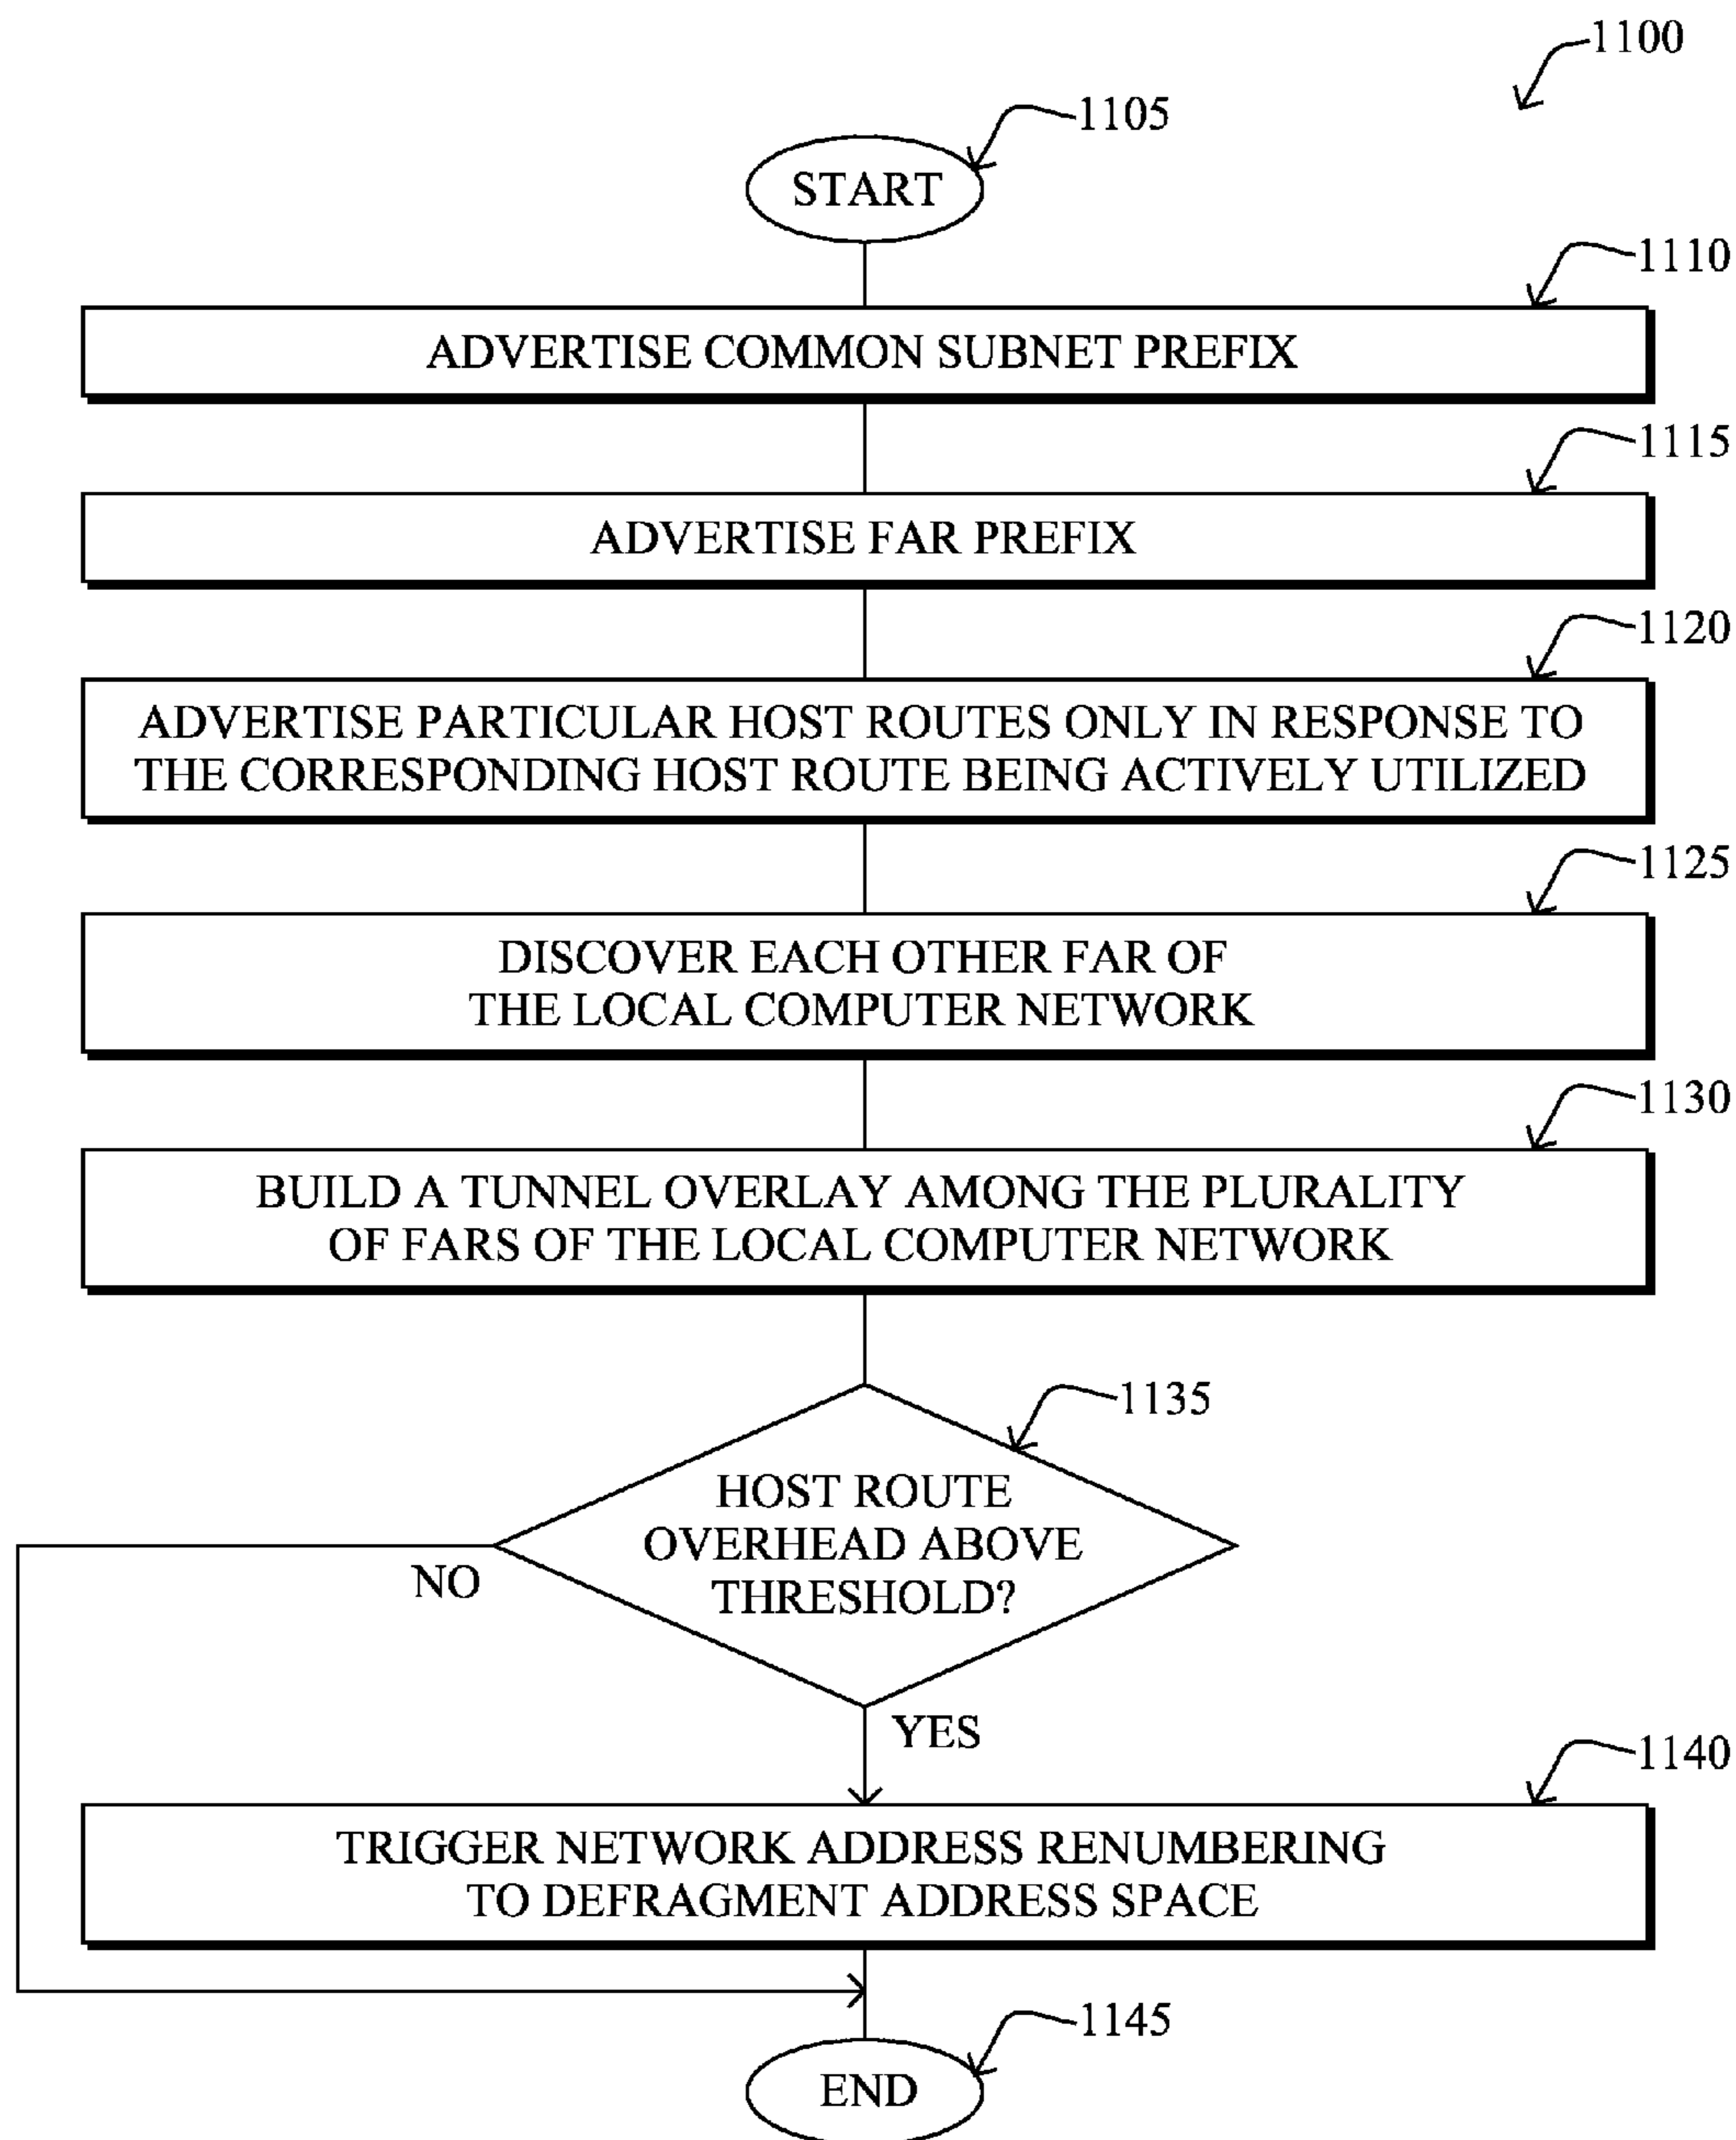 1100
1105
START
1110
ADVERTISE COMMON SUBNET PREFIX
1115
ADVERTISE FAR PREFIX
1120
ADVERTISE PARTICULAR HOST ROUTES ONLY IN RESPONSE TO
THE CORRESPONDING HOST ROUTE BEING ACTIVELY UTILIZED
1125
DISCOVER EACH OTHER FAR OF
THE LOCAL COMPUTER NETWORK
1130
BUILD A TUNNEL OVERLAY AMONG THE PLURALITY
OF FARS OF THE LOCAL COMPUTER NETWORK
1135
HOST ROUTE
OVERHEAD ABOVE
THRESHOLD?
NO
YES
1140
TRIGGER NETWORK ADDRESS RENUMBERING
TO DEFRAGMENT ADDRESS SPACE
1145
END